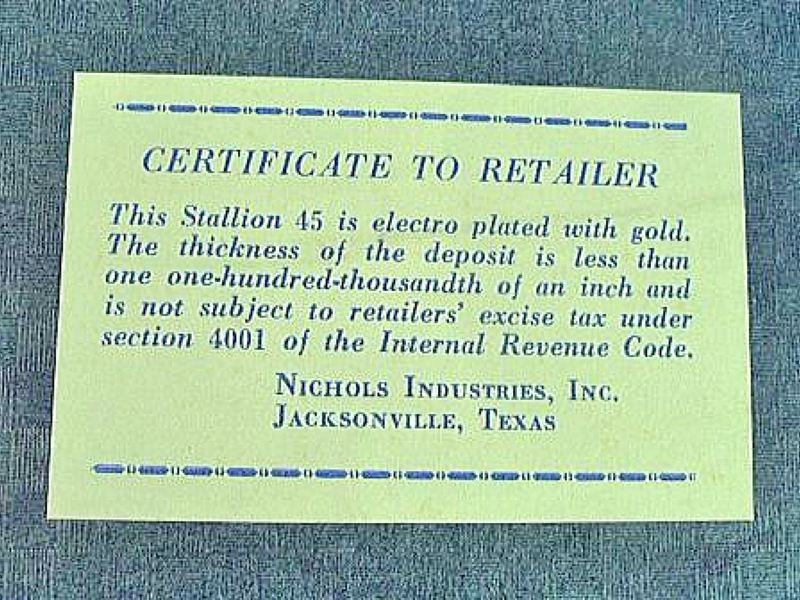 CERTIFICATE TO RETAILER
This Stallion 45 is electro plated with gold.
The thickness of the deposit is less than
one one-hundred-thousandth of an inch and
is not subject to retailers' excise tax under
section 4001 of the Internal Revenue Code.
NICHOLS INDUSTRIES, INC.
JACKSONVILLE, TEXAS